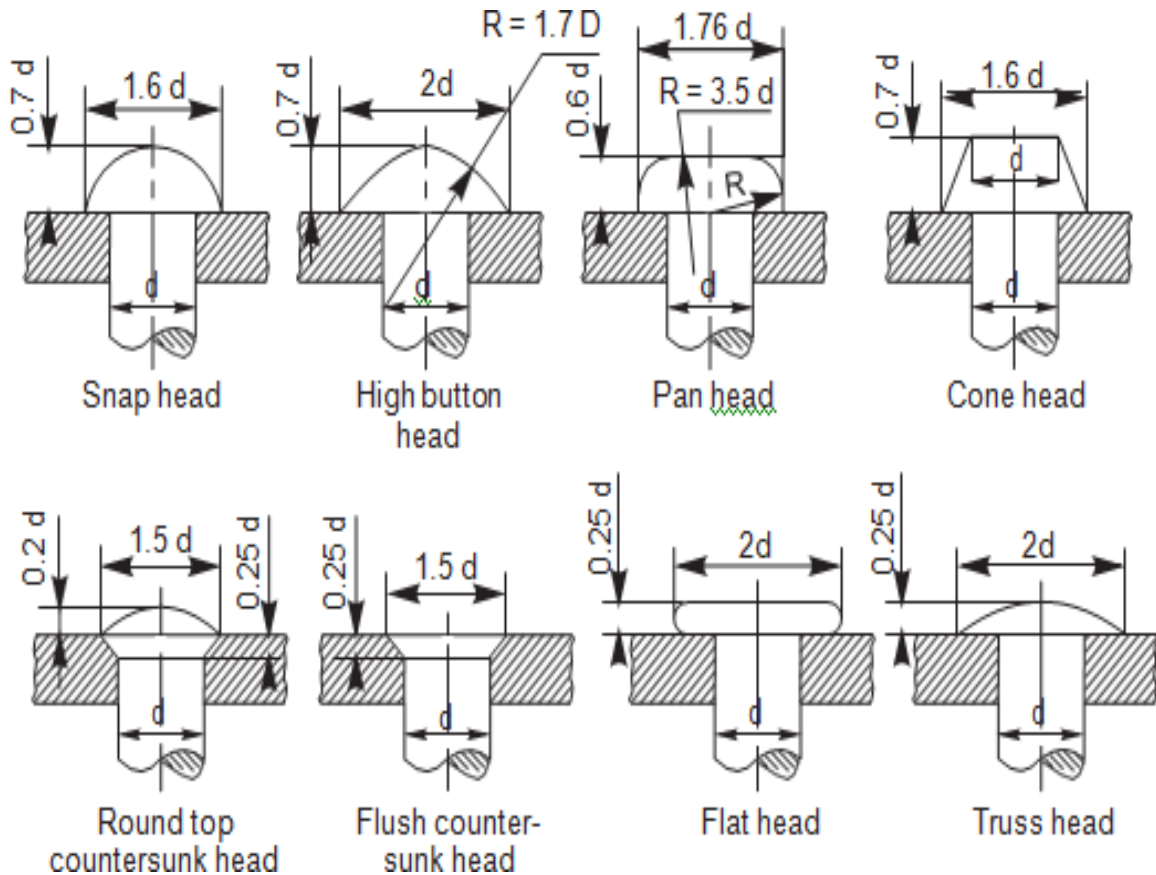 R = 1.7 D
0.7 d
1.6 d
0.7 d
2d
1.76 d
0.6 d
R = 3.5 d
R
0.7 d
1.6 d
d
d
d
d
d
Snap head
High button
head
Pan head
Cone head
0.2 d
1.5 d
0.25 d
0.25 d
1.5 d
0.25 d
2d
0.25 d
2d
d
d
d
d
Round top
countersunk head
Flush counter-
sunk head
Flat head
Truss head